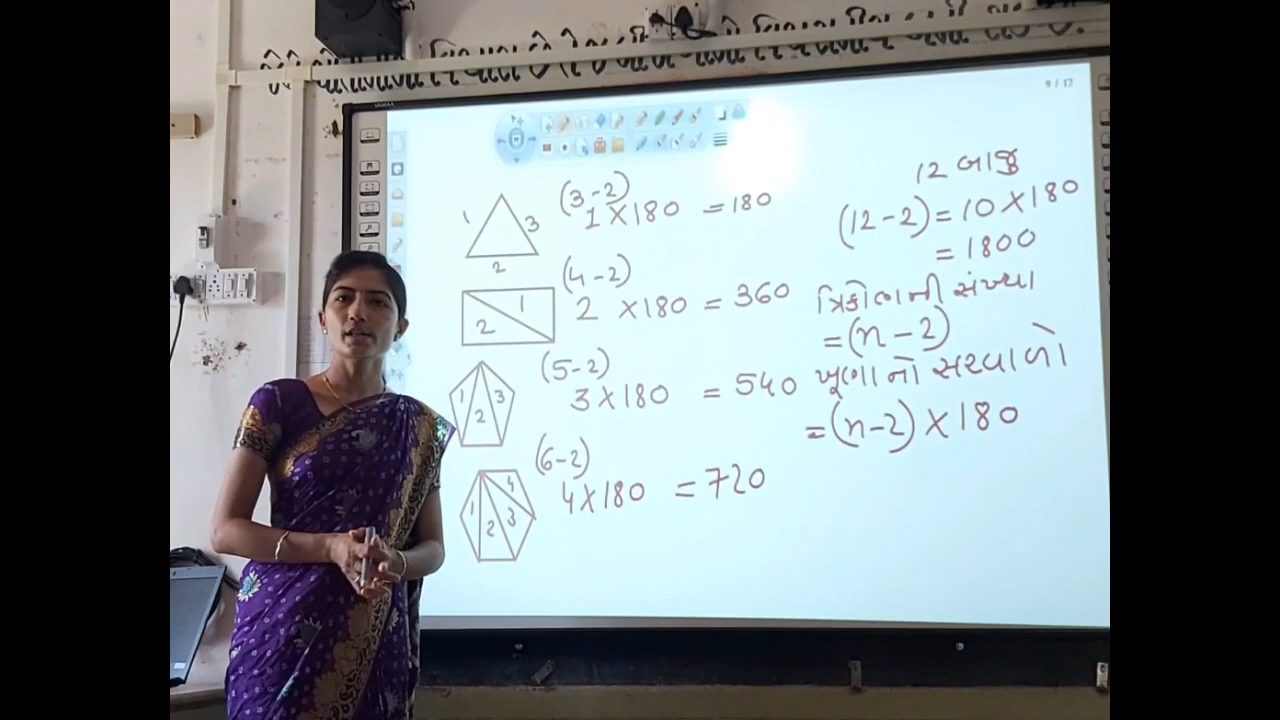 9 / 12
1
3
2
(3-2)
1 X 180 = 180
1
2
(4-2)
2 X 180 = 360
1
2
3
(5-2)
3 X 180 = 540
1
2
3
4
(6-2)
4 X 180 = 720
12 બાજુ
(12-2) = 10 X 180
= 1800
ત્રિકોણની સંખ્યા
= (n-2)
ખૂણાનો સરવાળો
= (n-2) X 180